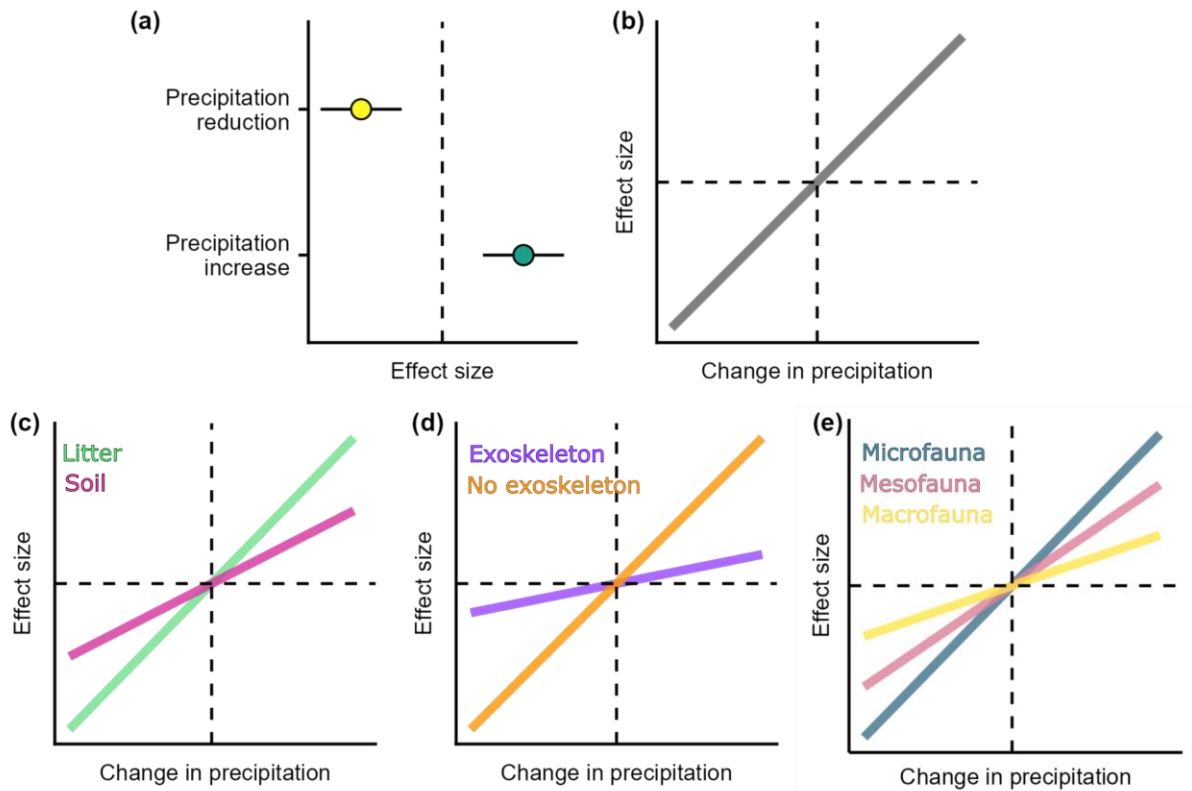 (a)
Precipitation
reduction
Precipitation
increase
Effect size
(b)
Effect size
Change in precipitation
(c)
Litter
Soil
Effect size
Change in precipitation
(d)
Exoskeleton
No exoskeleton
Effect size
Change in precipitation
(e)
Microfauna
Mesofauna
Macrofauna
Effect size
Change in precipitation